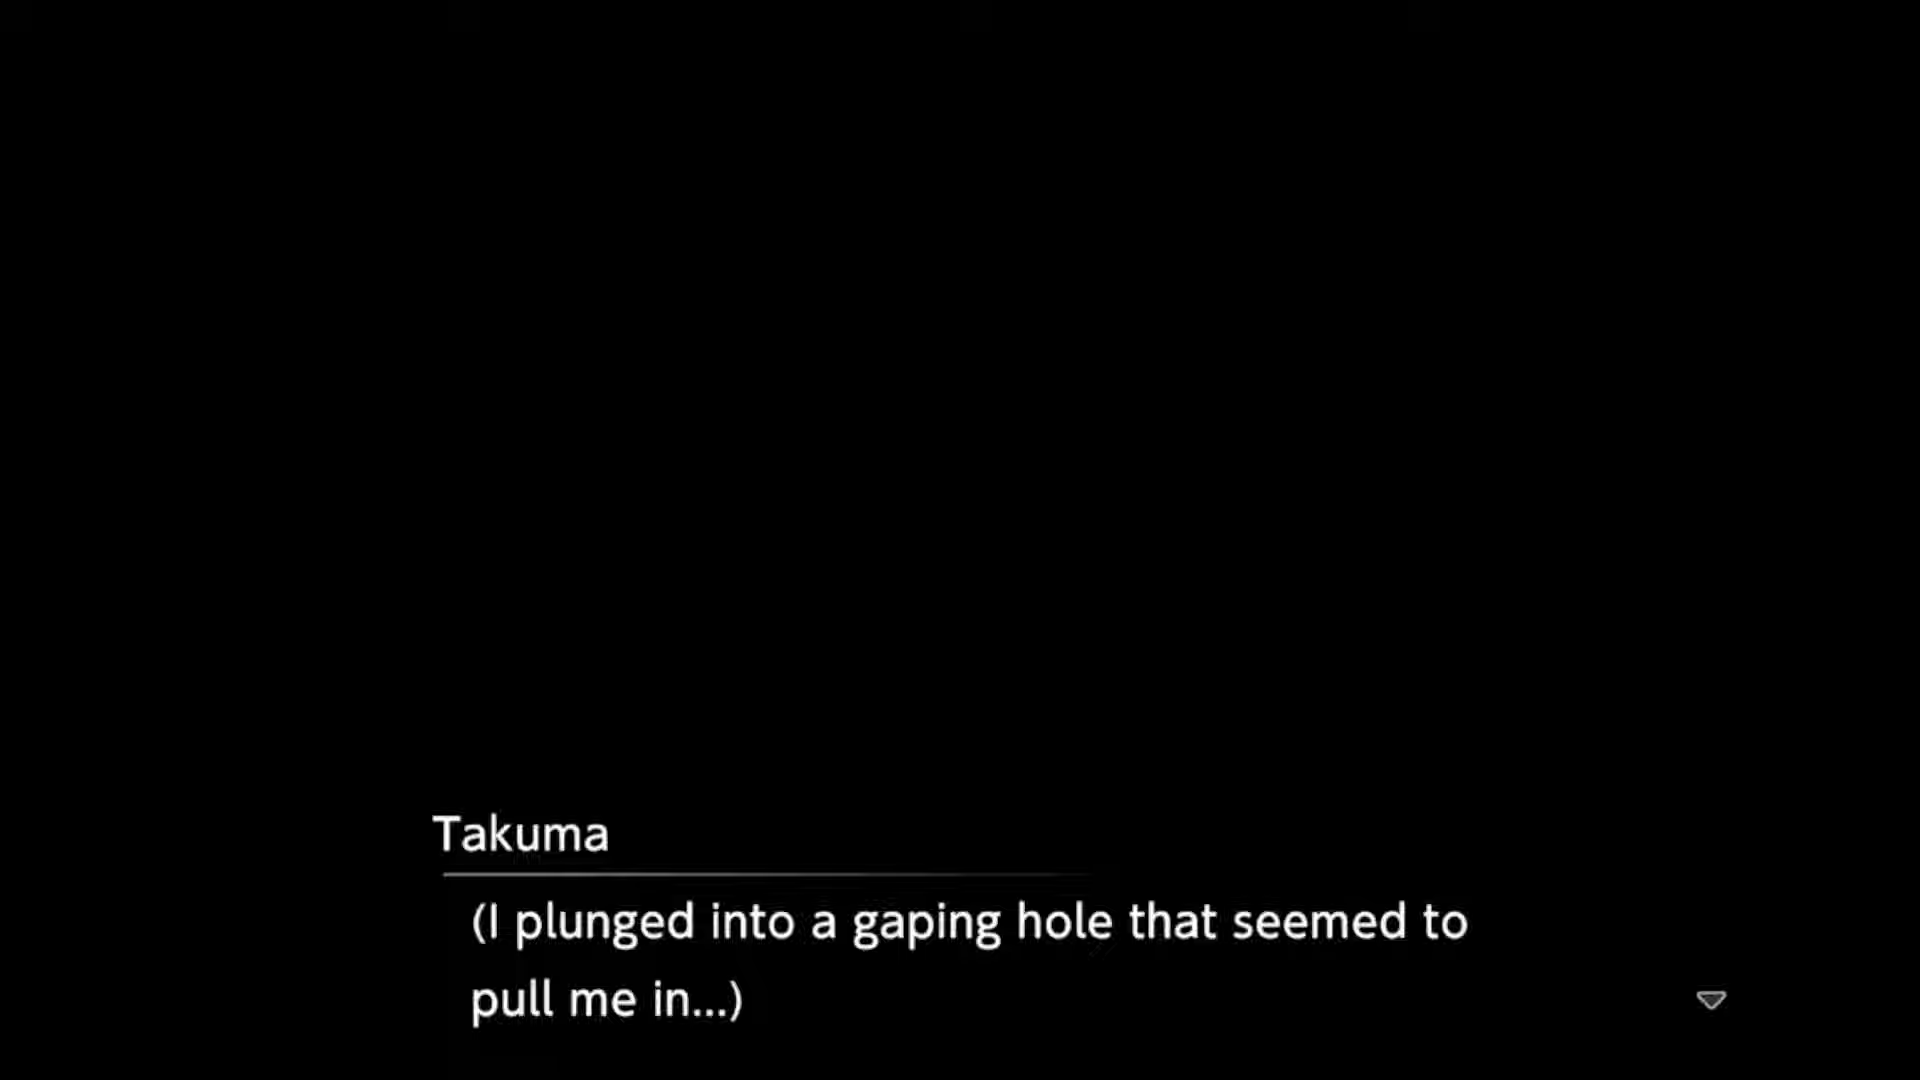 Takuma
(I plunged into a gaping hole that seemed to
pull me in...)